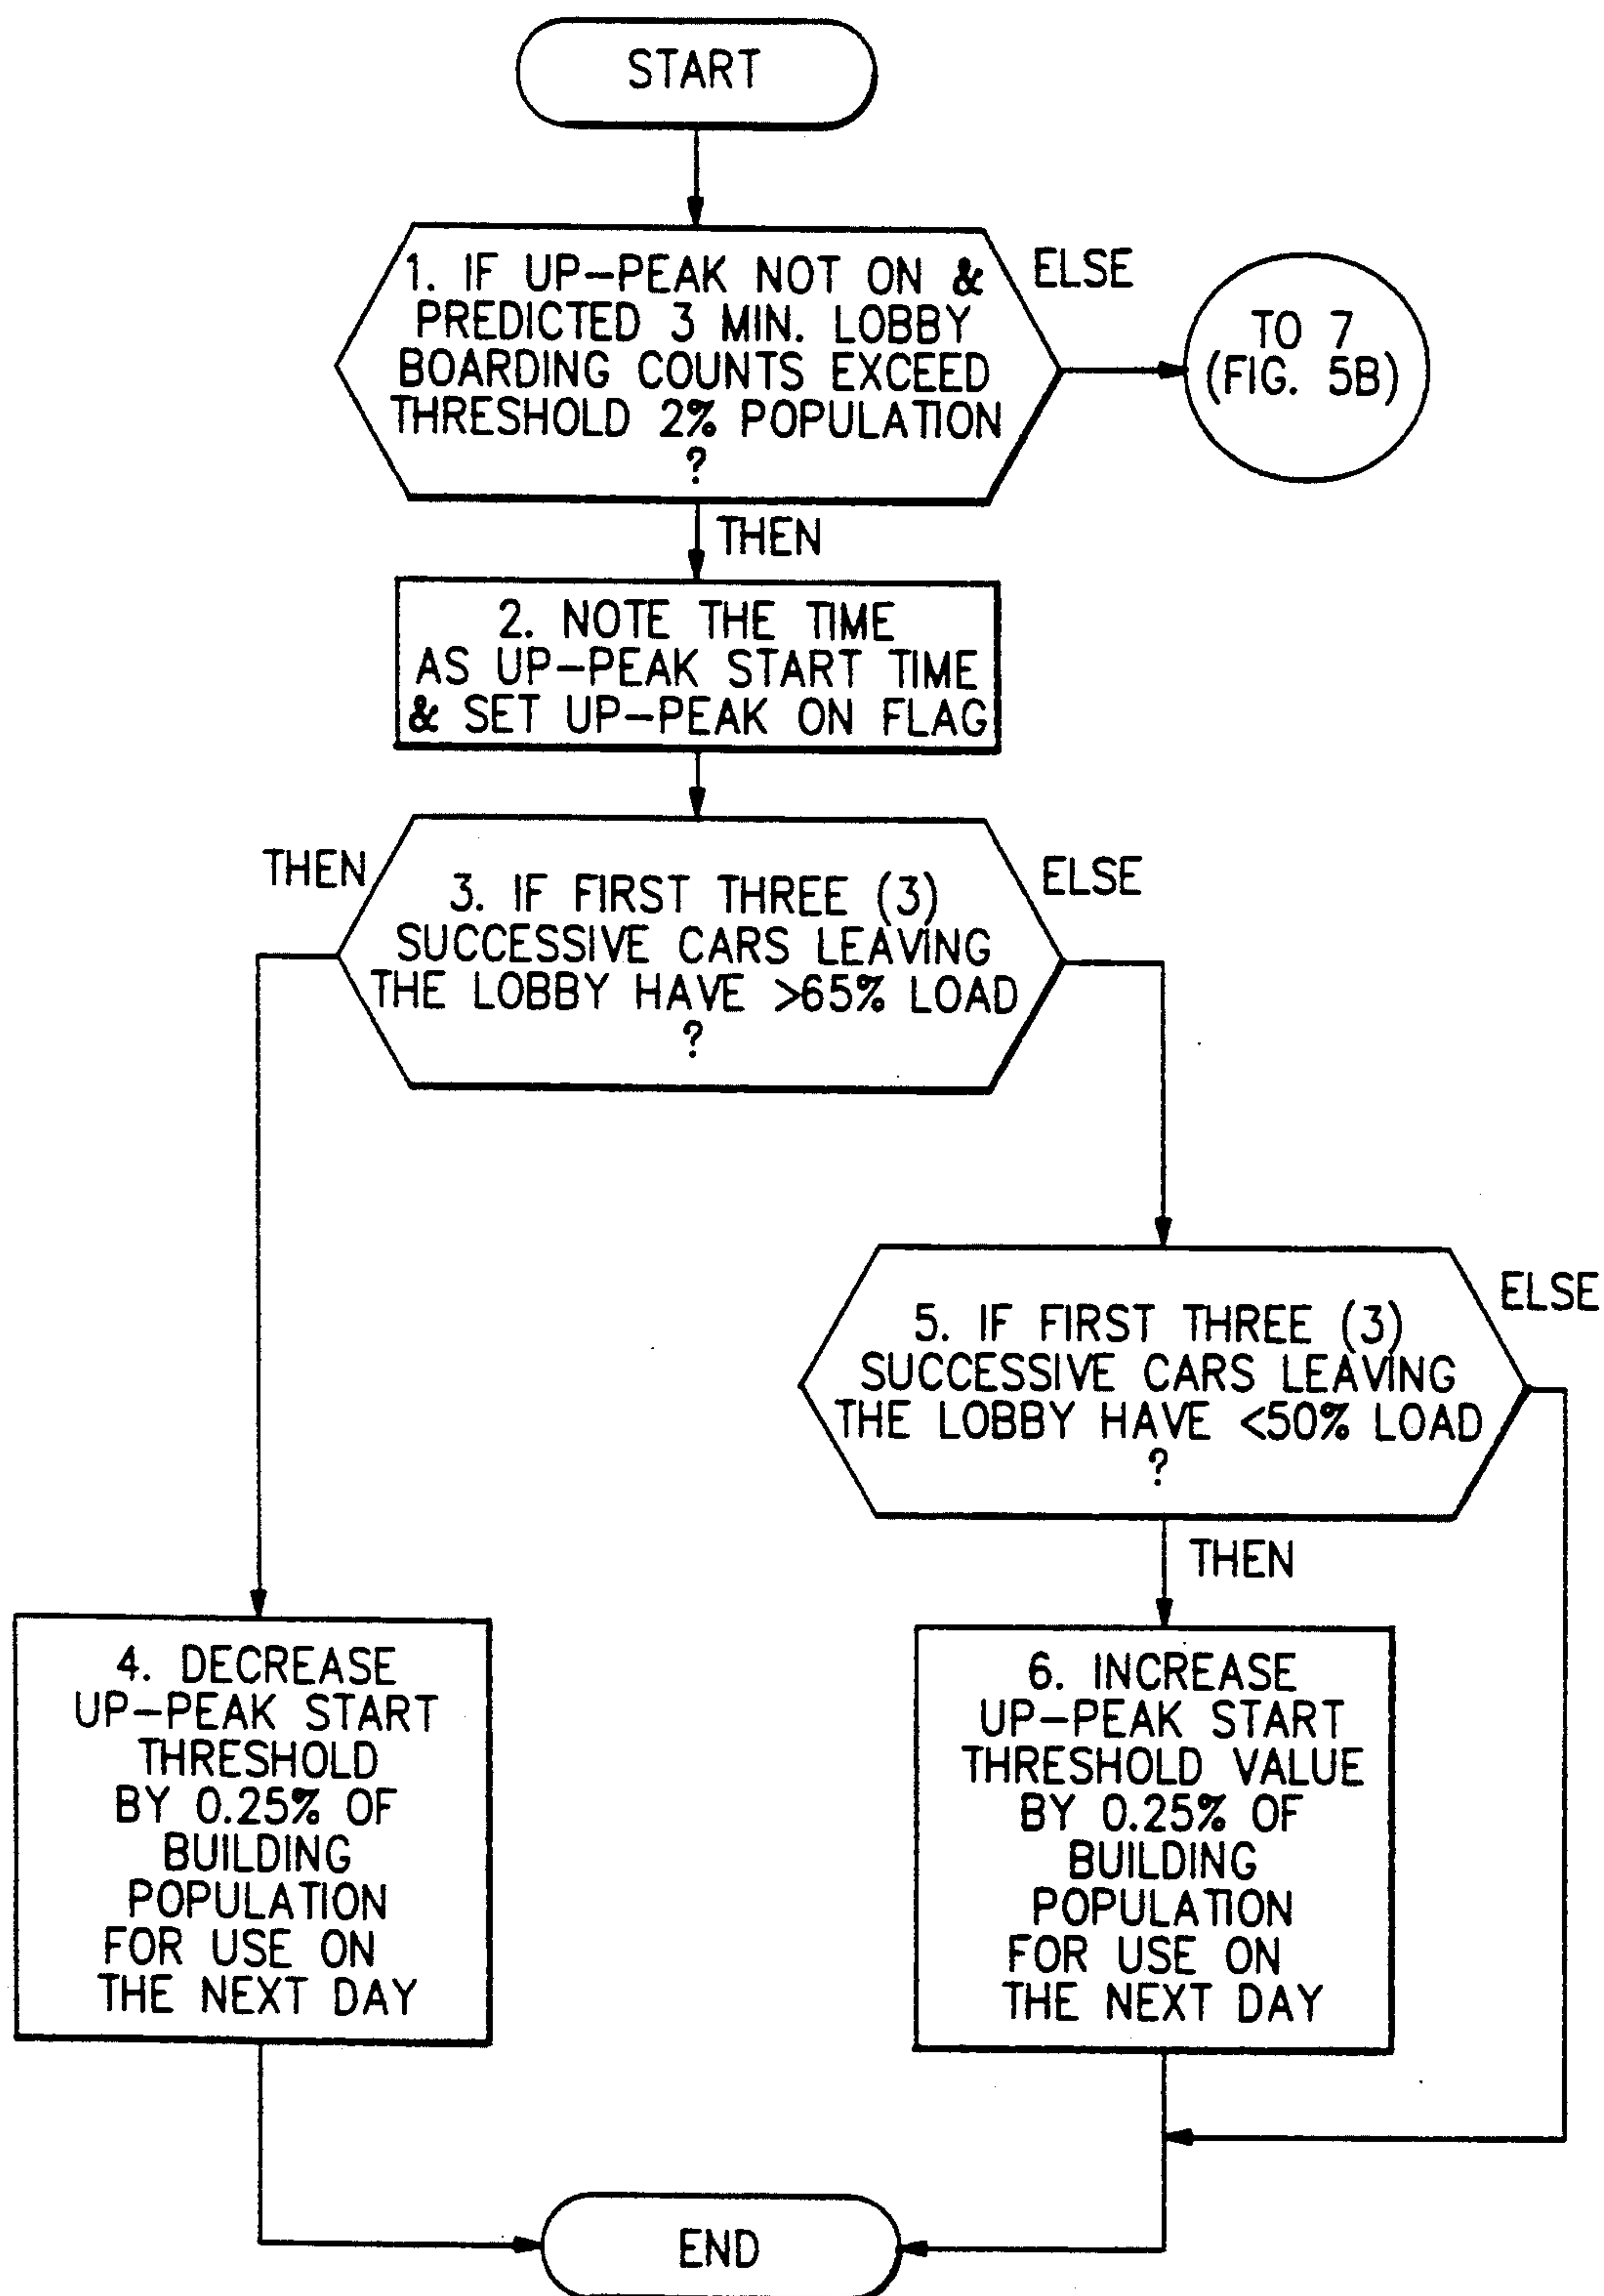 START
1. IF UP-PEAK NOT ON &
PREDICTED 3 MIN. LOBBY
BOARDING COUNTS EXCEED
THRESHOLD 2% POPULATION
?
ELSE
TO 7
(FIG. 5B)
THEN
2. NOTE THE TIME
AS UP-PEAK START TIME
& SET UP-PEAK ON FLAG
THEN
3. IF FIRST THREE (3)
SUCCESSIVE CARS LEAVING
THE LOBBY HAVE >65% LOAD
?
ELSE
5. IF FIRST THREE (3)
SUCCESSIVE CARS LEAVING
THE LOBBY HAVE <50% LOAD
?
ELSE
THEN
4. DECREASE
UP-PEAK START
THRESHOLD
BY 0.25% OF
BUILDING
POPULATION
FOR USE ON
THE NEXT DAY
6. INCREASE
UP-PEAK START
THRESHOLD VALUE
BY 0.25% OF
BUILDING
POPULATION
FOR USE ON
THE NEXT DAY
END